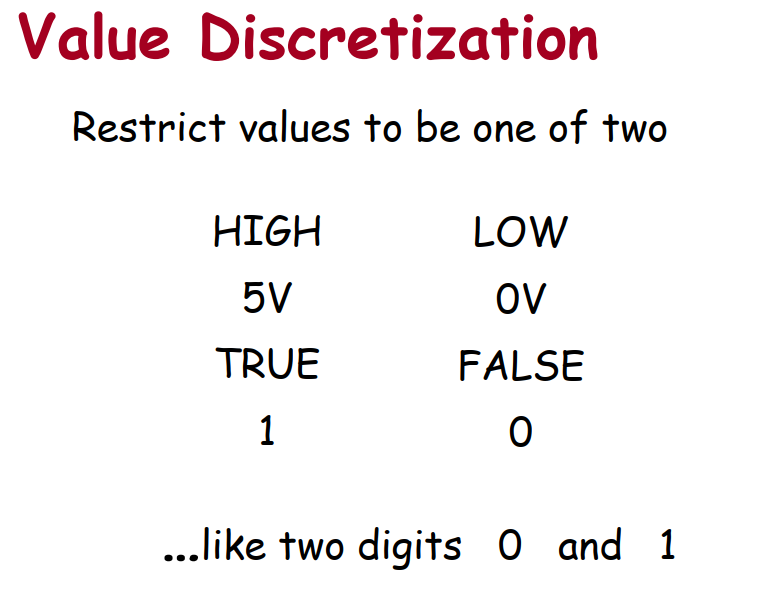 Value Discretization
Restrict values to be one of two
HIGH LOW
5V 0V
TRUE FALSE
1 0
...like two digits 0 and 1